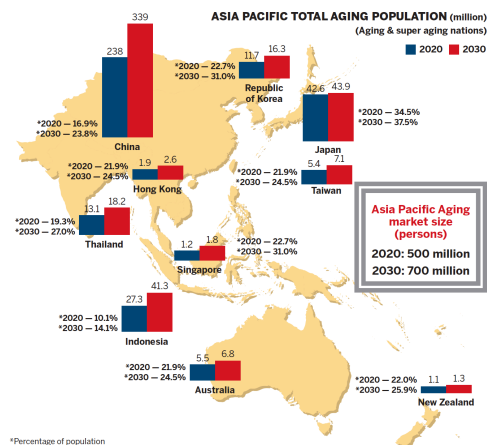 ASIA PACIFIC TOTAL AGING POPULATION (million)
(Aging & super aging nations)
2020 2030
339
238
*2020 — 16.9%
*2030 — 23.8%
China
11.7 16.3
*2020 — 22.7%
*2030 — 31.0%
Republic
of Korea
42.6 43.9
*2020 — 34.5%
*2030 — 37.5%
Japan
1.9 2.6
*2020 — 21.9%
*2030 — 24.5%
Hong Kong
5.4 7.1
*2020 — 21.9%
*2030 — 24.5%
Taiwan
13.1 18.2
*2020 — 19.3%
*2030 — 27.0%
Thailand
1.2 1.8
*2020 — 22.7%
*2030 — 31.0%
Singapore
Asia Pacific Aging
market size
(persons)
2020: 500 million
2030: 700 million
27.3 41.3
*2020 — 10.1%
*2030 — 14.1%
Indonesia
5.5 6.8
*2020 — 21.9%
*2030 — 24.5%
Australia
1.1 1.3
*2020 — 22.0%
*2030 — 25.9%
New Zealand
*Percentage of population